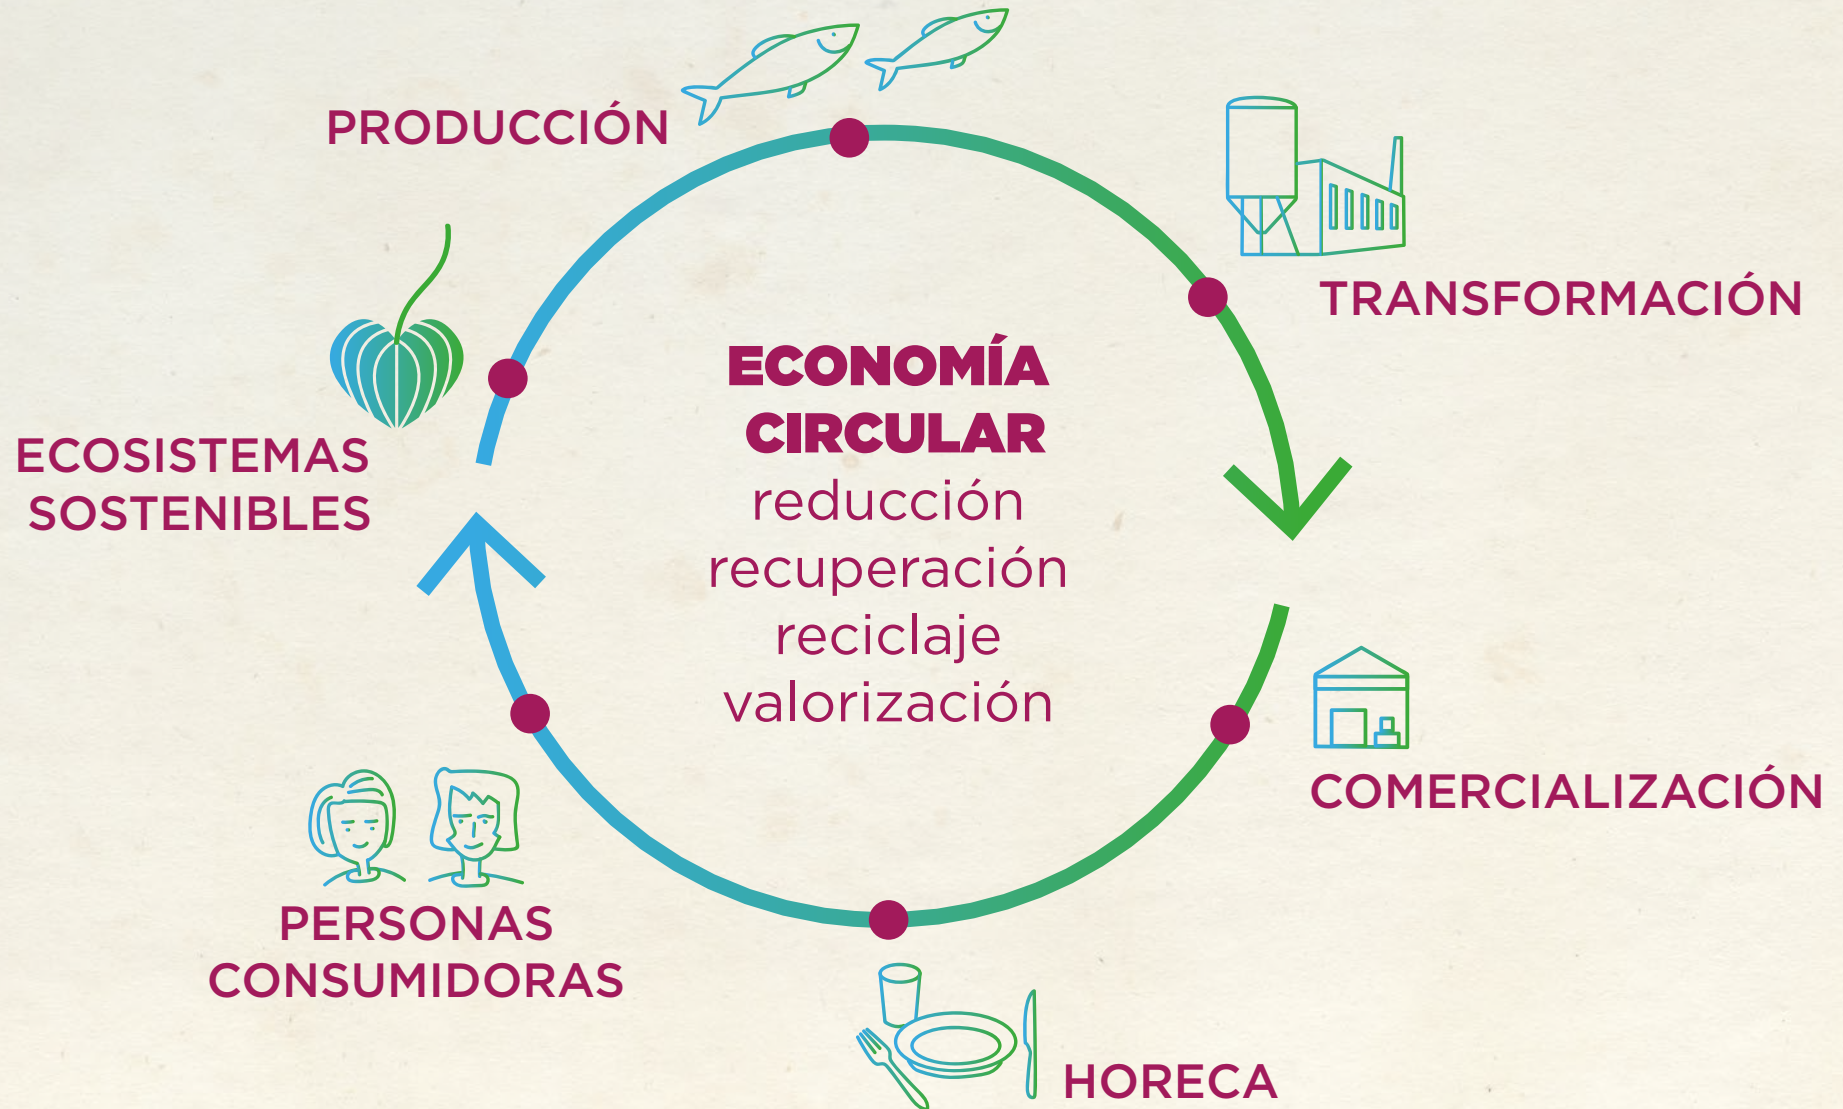 PRODUCCIÓN
TRANSFORMACIÓN
ECONOMÍA
CIRCULAR
reducción
recuperación
reciclaje
valorización
ECOSISTEMAS
SOSTENIBLES
COMERCIALIZACIÓN
PERSONAS
CONSUMIDORAS
HORECA